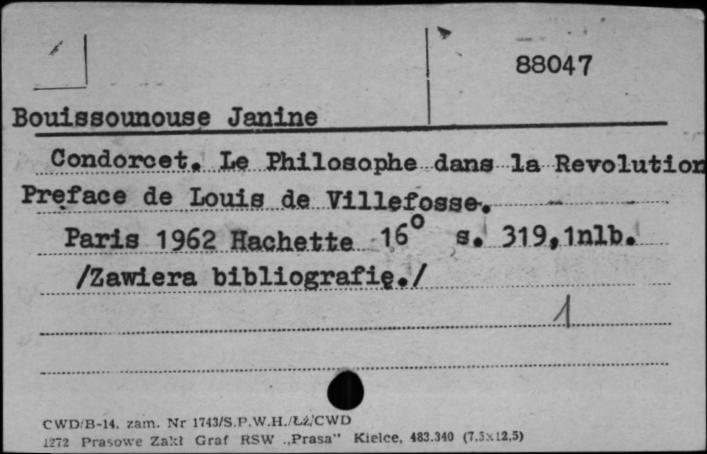 88047
Bouissounouse Janine
Condorcet. Le Philosophe dans la Revolution
Preface de Louis de Villefosse.
Paris 1962 Hachette 16° s. 319,1nlb.
/Zawiera bibliografię./
1
CWD/B-14. zam. Nr 1743/S.P.W.H./Łż/CWD
1272 Prasowe Zakł Graf RSW „Prasa” Kielce, 483.340 (7,5x12,5)